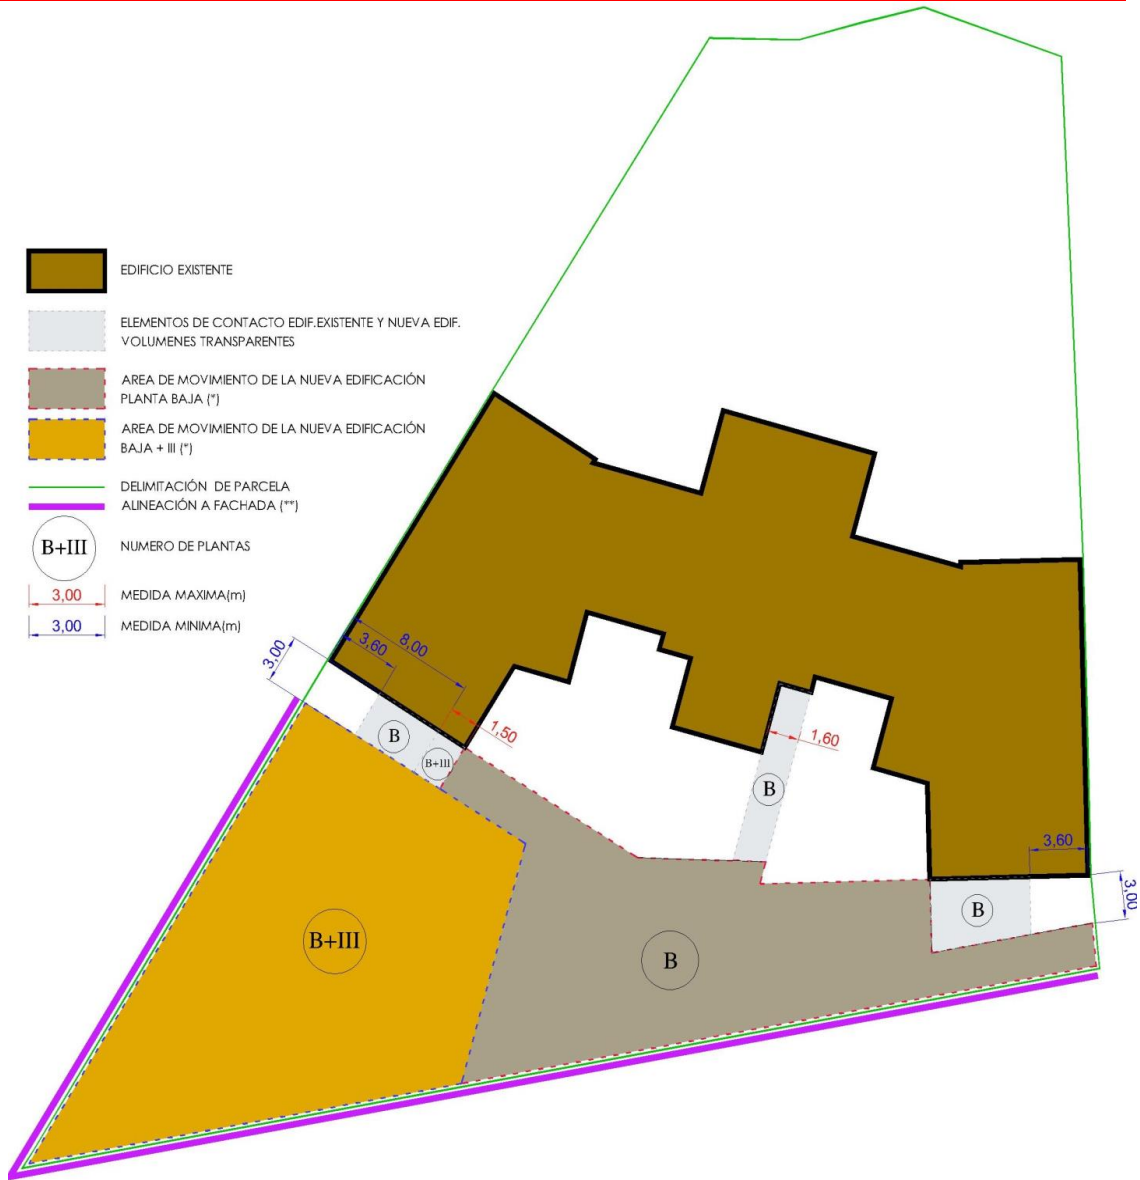 EDIFICIO EXISTENTE
ELEMENTOS DE CONTACTO EDIF.EXISTENTE Y NUEVA EDIF.
VOLUMENES TRANSPARENTES
AREA DE MOVIMIENTO DE LA NUEVA EDIFICACIÓN
PLANTA BAJA (*)
AREA DE MOVIMIENTO DE LA NUEVA EDIFICACIÓN
BAJA + III (*)
DELIMITACIÓN DE PARCELA
ALINEACIÓN A FACHADA (**)
B+III
NUMERO DE PLANTAS
3,00
MEDIDA MAXIMA(m)
3,00
MEDIDA MINIMA(m)
3,00
3,60
8,00
1,50
B
B+III
1,60
B
3,60
3,00
B
B+III
B